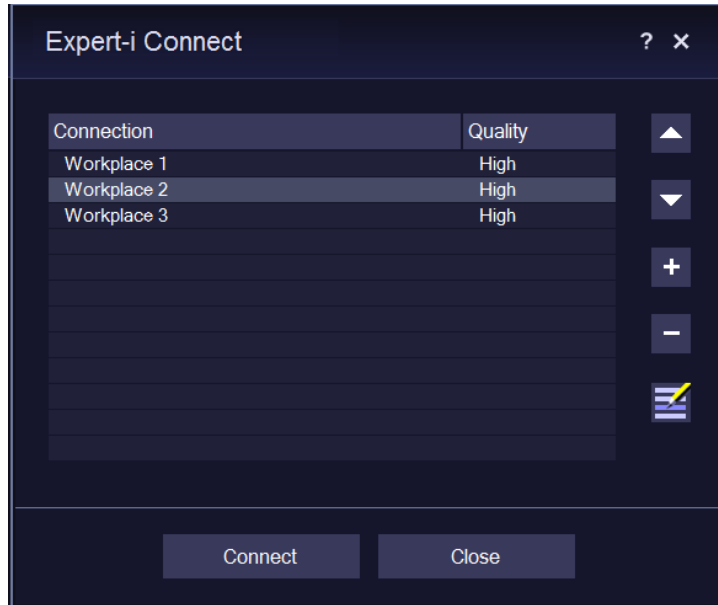 Expert-i Connect ? ×
Connection Quality
Workplace 1 High
Workplace 2 High
Workplace 3 High
+
−
Connect Close